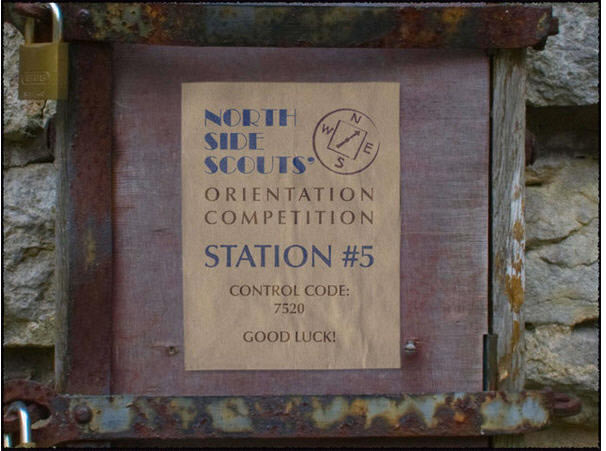 NORTH
SIDE
SCOUTS'
N
W
E
S
ORIENTATION
COMPETITION
STATION #5
CONTROL CODE:
7520
GOOD LUCK!